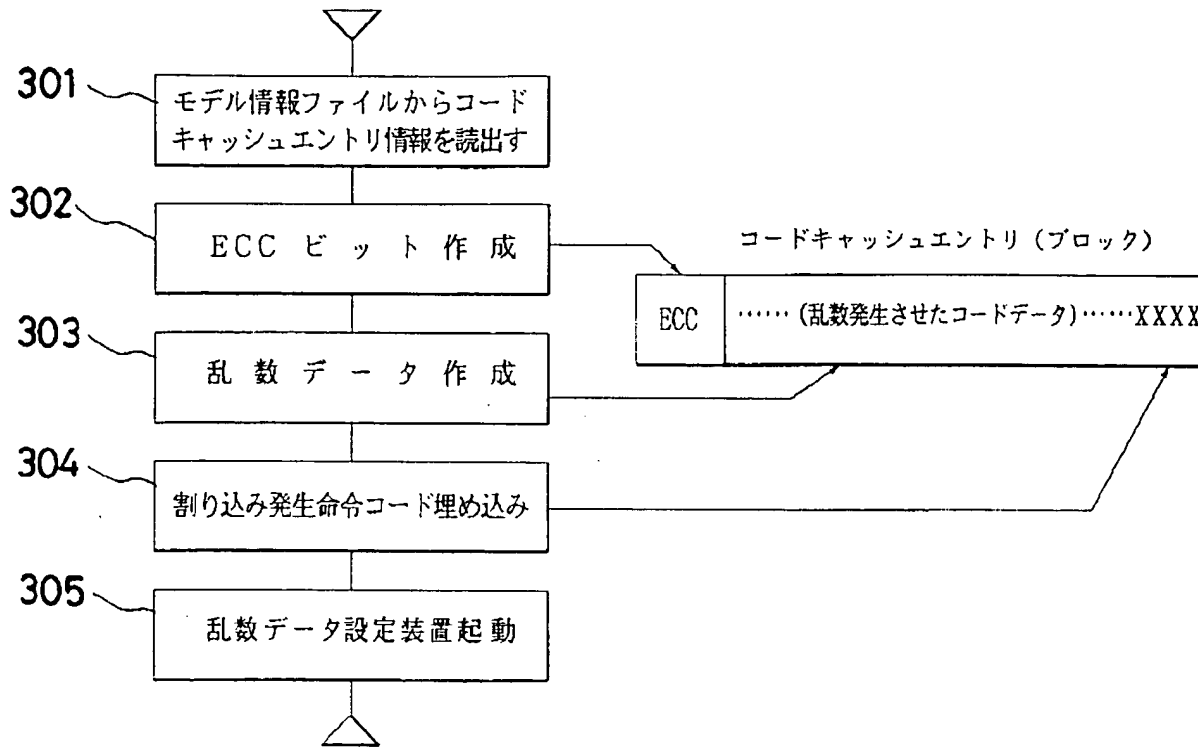 301
モデル情報ファイルからコード
キャッシュエントリ情報を読出す
302
ECC ビット作成
コードキャッシュエントリ (ブロック)
ECC
…… (乱数発生させたコードデータ) ……XXXX
303
乱数データ作成
304
割り込み発生命令コード埋め込み
305
乱数データ設定装置起動